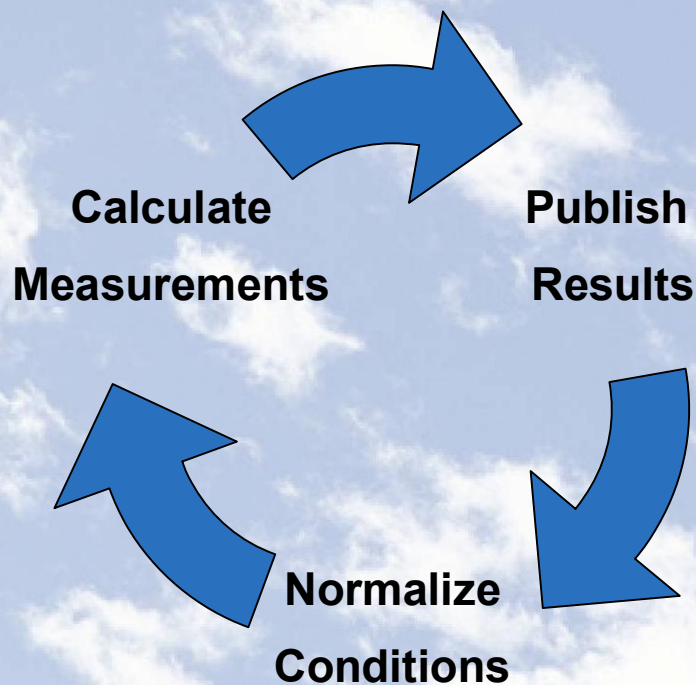 Calculate
Measurements
Publish
Results
Normalize
Conditions